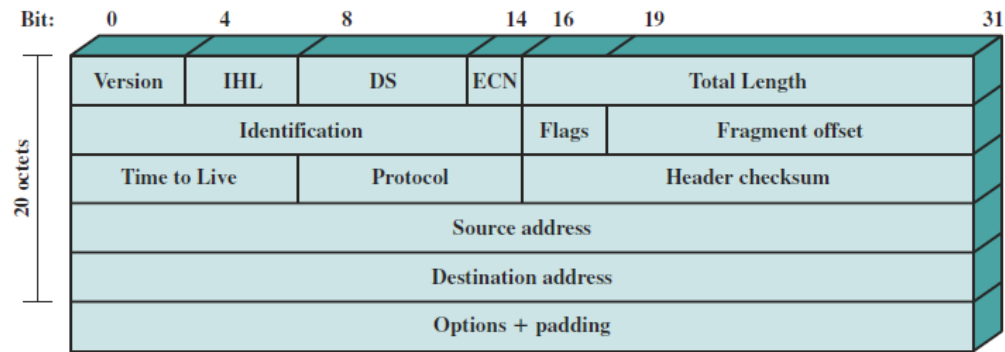 Bit: 0 4 8 14 16 19 31
Version IHL DS ECN Total Length
Identification Flags Fragment offset
Time to Live Protocol Header checksum
Source address
Destination address
Options + padding
20 octets